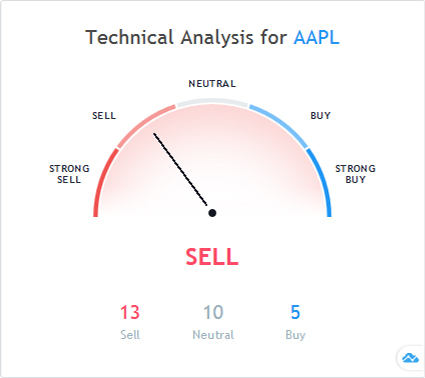 Technical Analysis for AAPL
NEUTRAL
SELL
BUY
STRONG
SELL
STRONG
BUY
SELL
13
10
5
Sell
Neutral
Buy